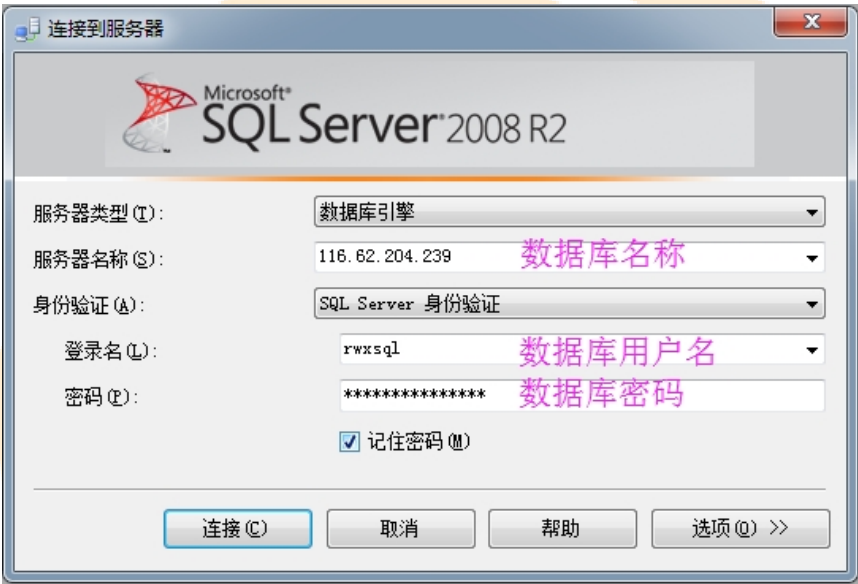 连接到服务器
Microsoft®
SQL Server® 2008 R2
服务器类型(T): 数据库引擎
服务器名称(S): 116.62.204.239 数据库名称
身份验证(A): SQL Server 身份验证
登录名(L): rwxsql 数据库用户名
密码(P): *************** 数据库密码
记住密码(M)
连接(C) 取消 帮助 选项(O) >>